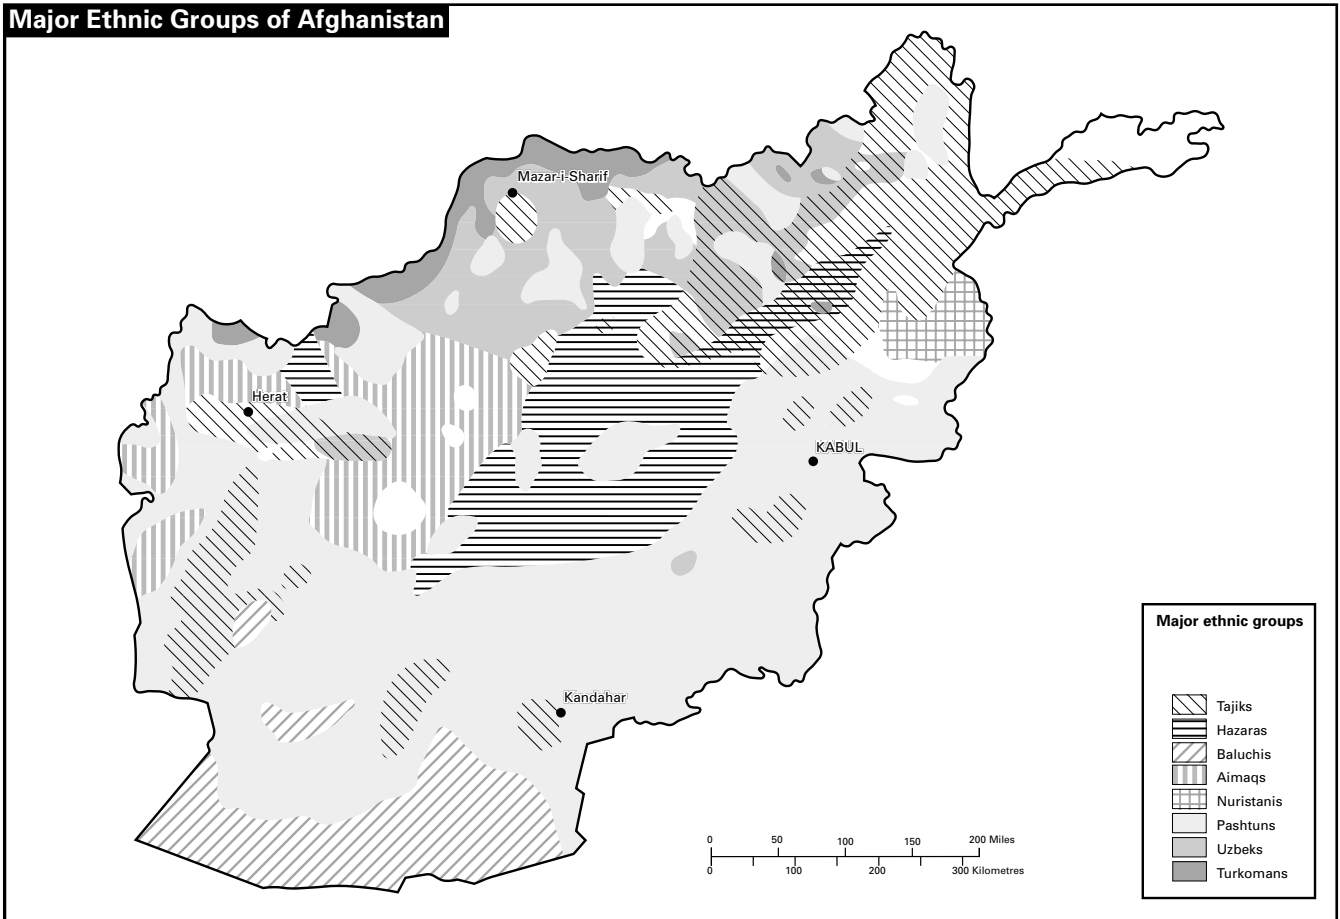 Major Ethnic Groups of Afghanistan
Mazar-i-Sharif
Herat
KABUL
Kandahar
Major ethnic groups
Tajiks
Hazaras
Baluchis
Aimaqs
Nuristanis
Pashtuns
Uzbeks
Turkomans
0 50 100 150 200 Miles
0 100 200 300 Kilometres